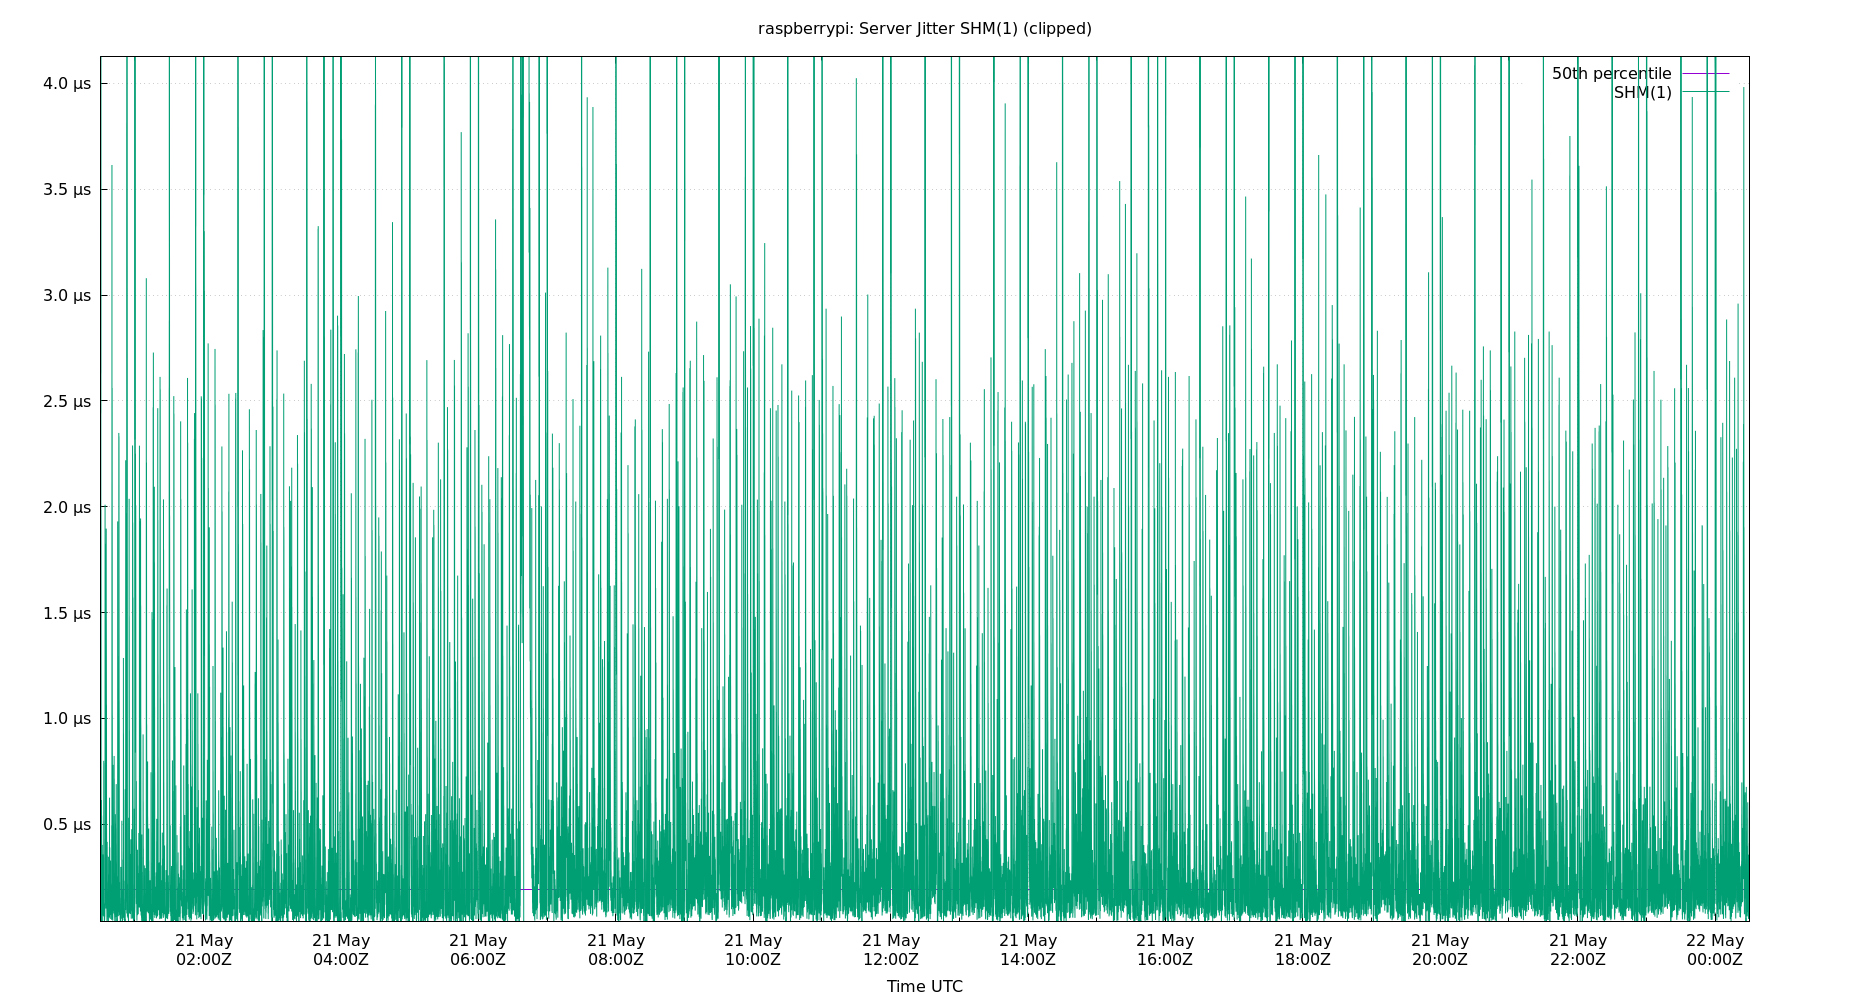 raspberrypi: Server Jitter SHM(1) (clipped)
50th percentile
SHM(1)
4.0 µs
3.5 µs
3.0 µs
2.5 µs
2.0 µs
1.5 µs
1.0 µs
0.5 µs
21 May 21 May 21 May 21 May 21 May 21 May 21 May 21 May 21 May 21 May 21 May 22 May
02:00Z 04:00Z 06:00Z 08:00Z 10:00Z 12:00Z 14:00Z 16:00Z 18:00Z 20:00Z 22:00Z 00:00Z
Time UTC